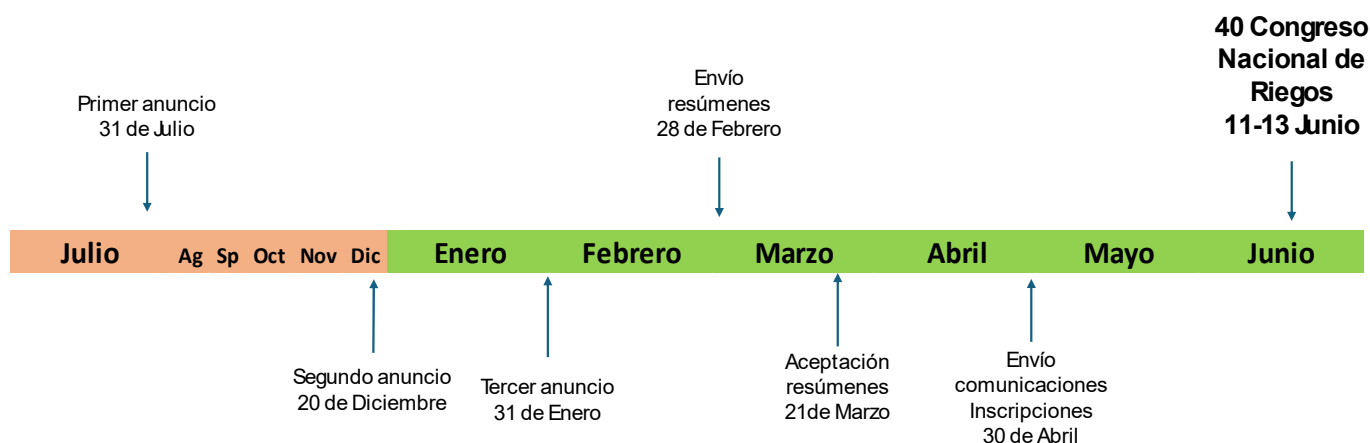 40 Congreso
Nacional de
Riegos
11-13 Junio
Envío
resúmenes
28 de Febrero
Primer anuncio
31 de Julio
Julio Ag Sp Oct Nov Dic Enero Febrero Marzo Abril Mayo Junio
Segundo anuncio
20 de Diciembre
Tercer anuncio
31 de Enero
Aceptación
resúmenes
21de Marzo
Envío
comunicaciones
Inscripciones
30 de Abril